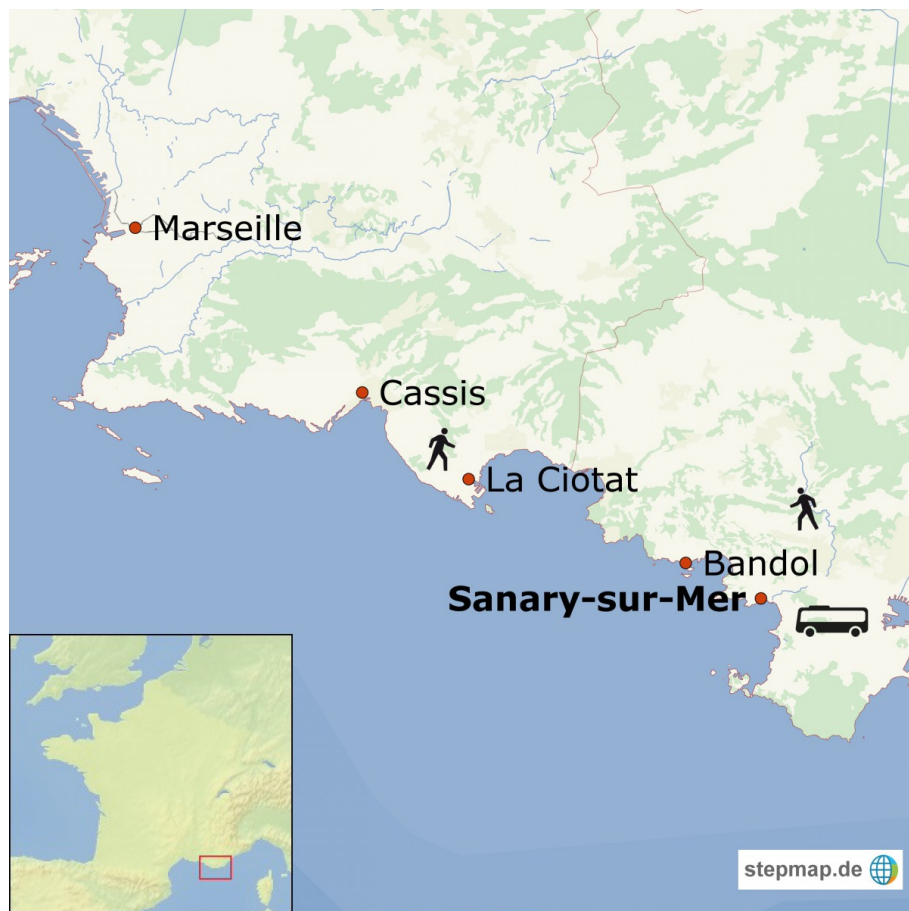 Marseille
Cassis
La Ciotat
Bandol
Sanary-sur-Mer
stepmap.de